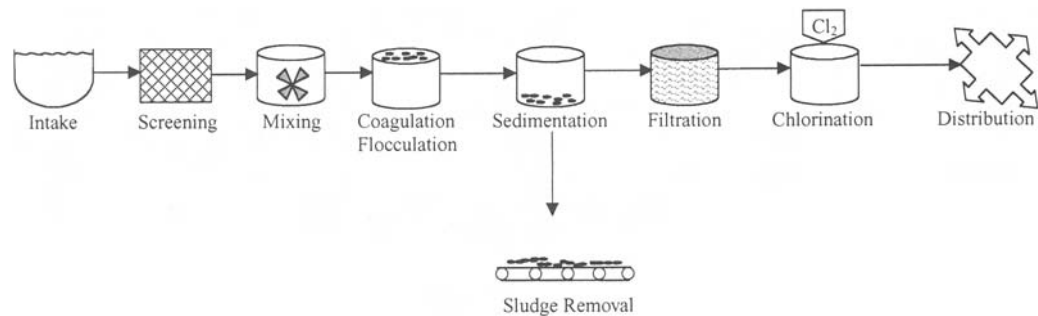 Cl₂
Intake
Screening
Mixing
Coagulation
Flocculation
Sedimentation
Filtration
Chlorination
Distribution
Sludge Removal